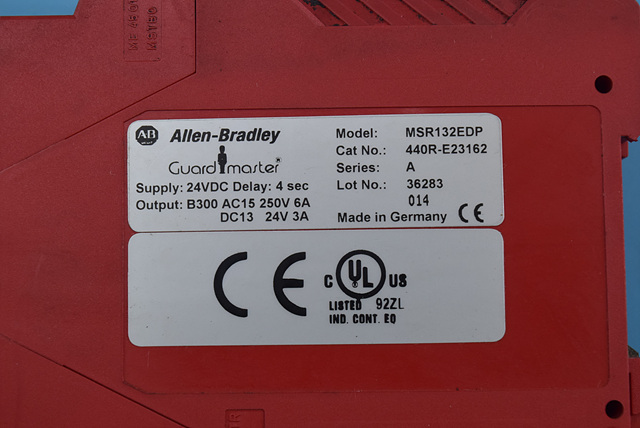 AB Allen-Bradley
Guardmaster
Supply: 24VDC Delay: 4 sec
Output: B300 AC15 250V 6A
DC13 24V 3A
Model: MSR132EDP
Cat No.: 440R-E23162
Series: A
Lot No.: 36283
014
Made in Germany CE
CE
C UL US
LISTED 92ZL
IND. CONT. EQ